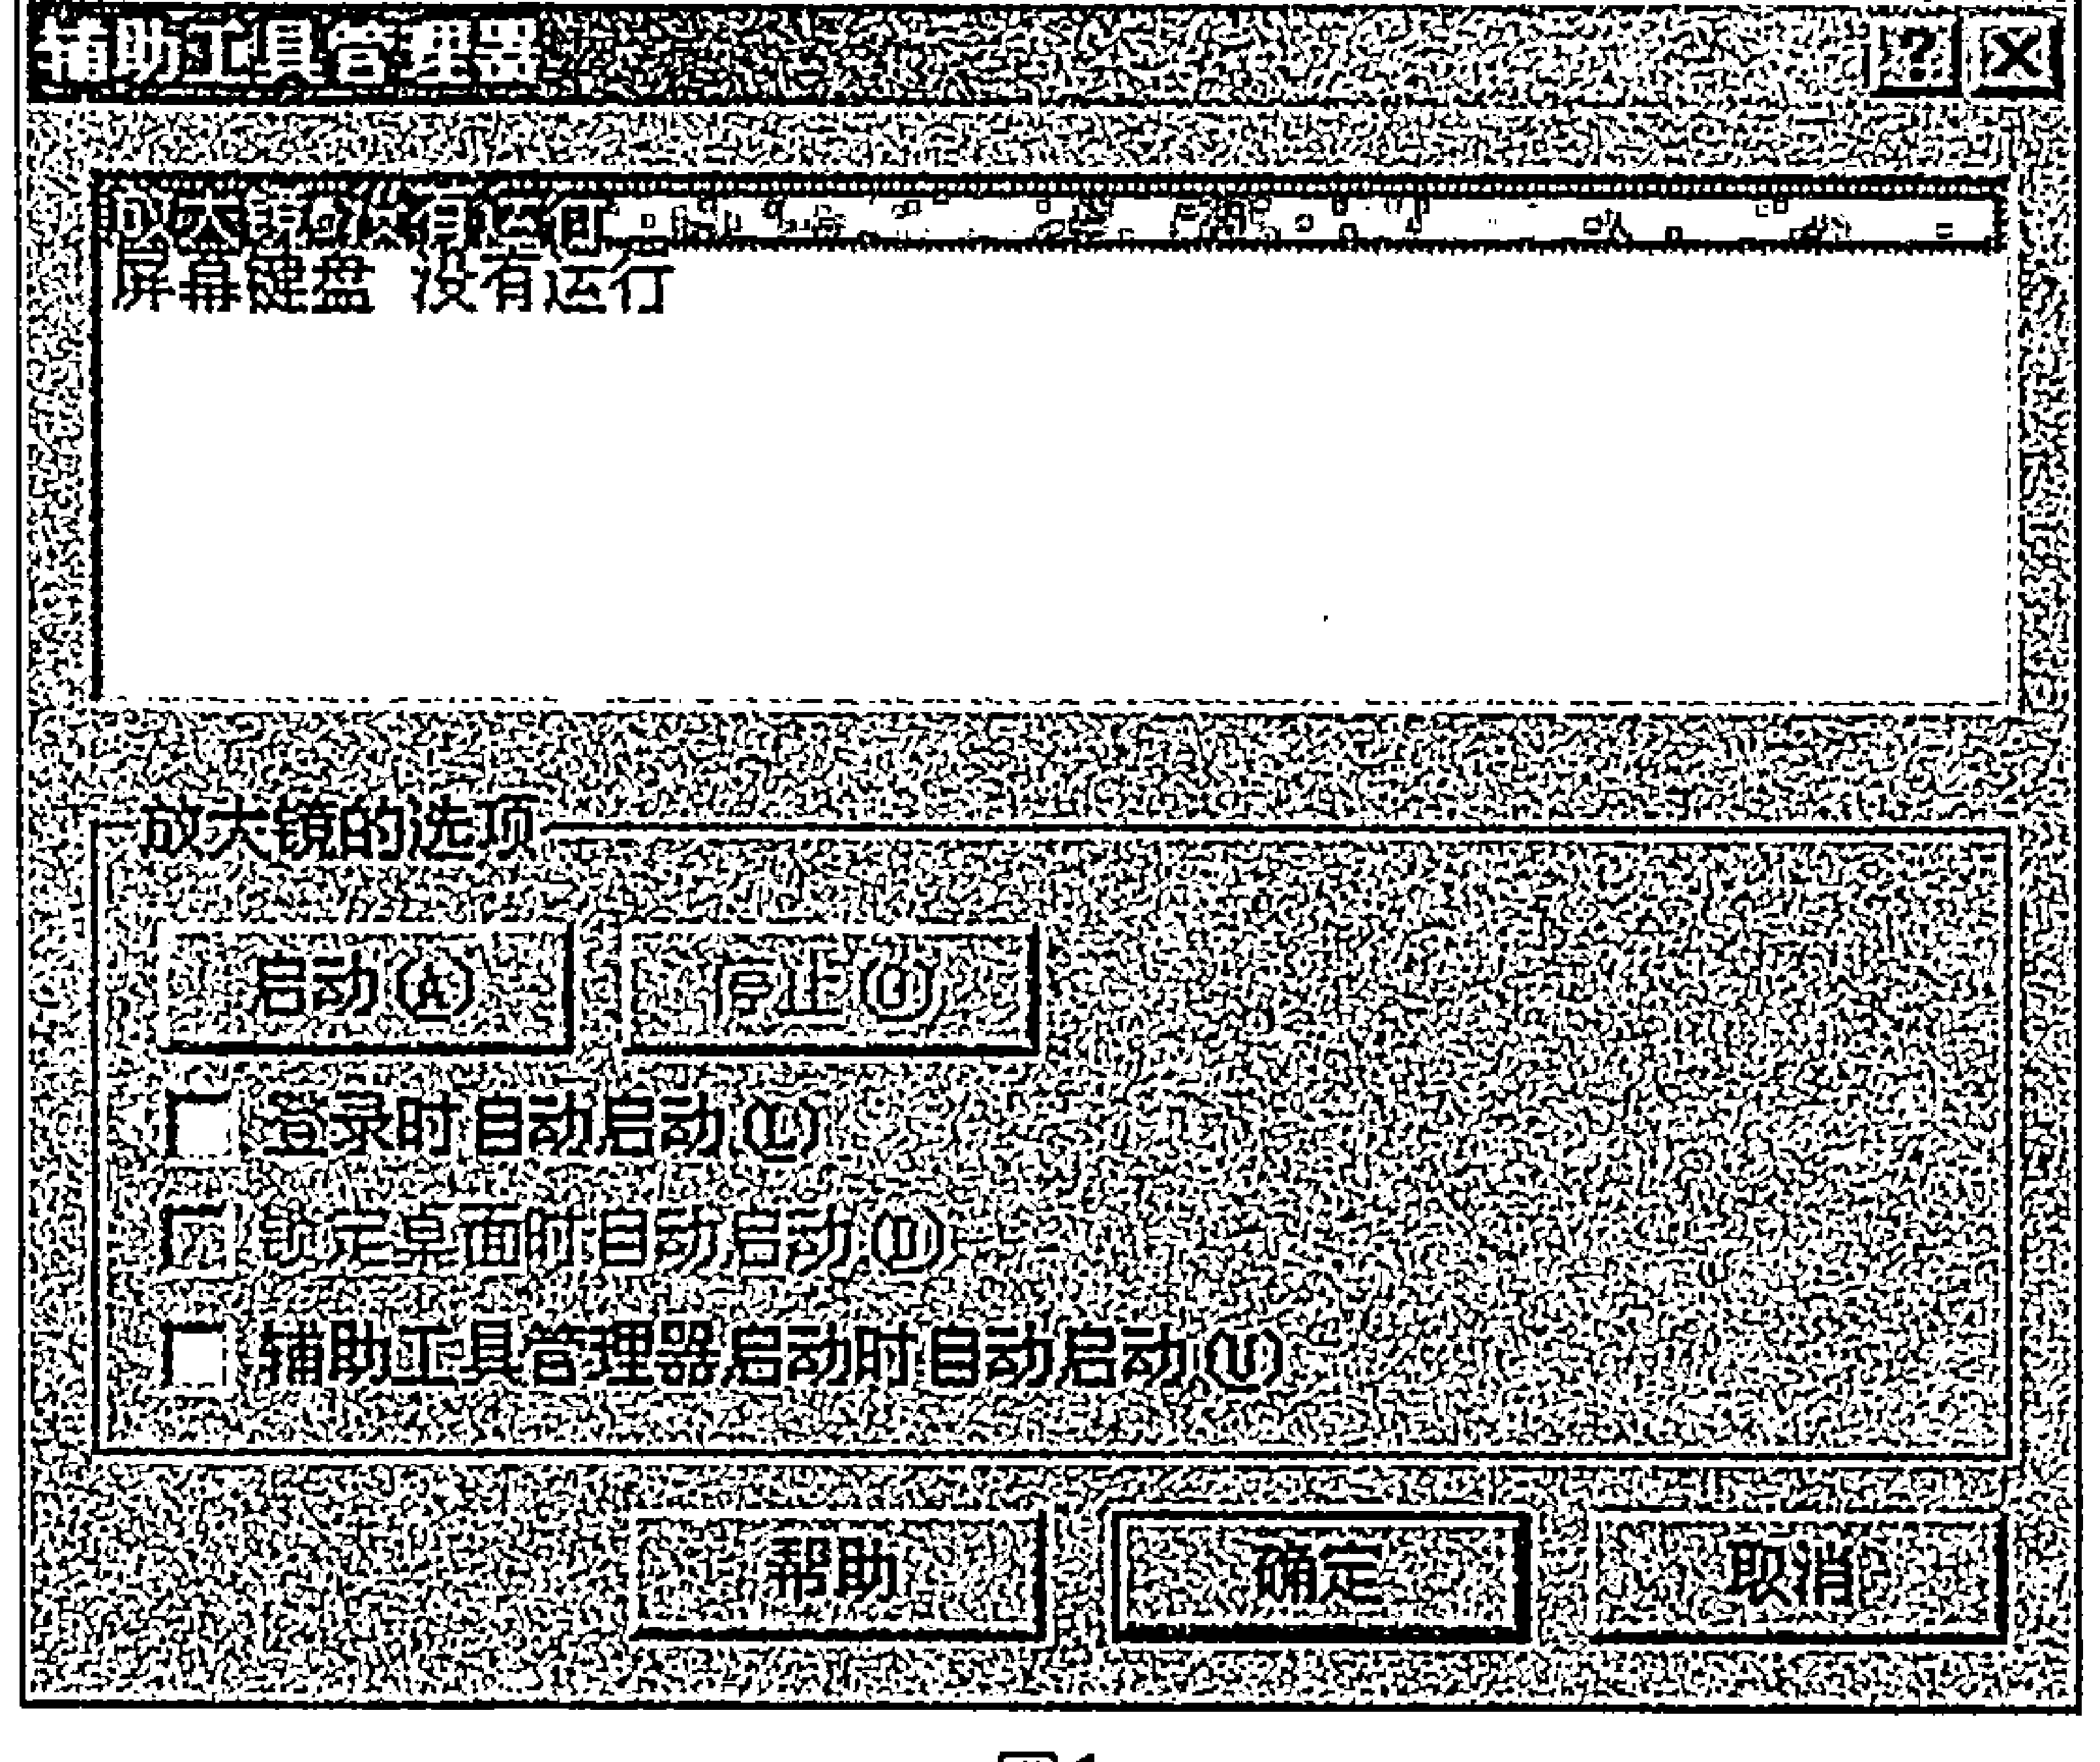 辅助工具管理器
放大镜 没有运行
屏幕键盘 没有运行
放大镜的选项
启动(A) 停止(O)
登录时自动启动(L)
锁定桌面时自动启动(D)
辅助工具管理器启动时自动启动(U)
帮助 确定 取消
图1